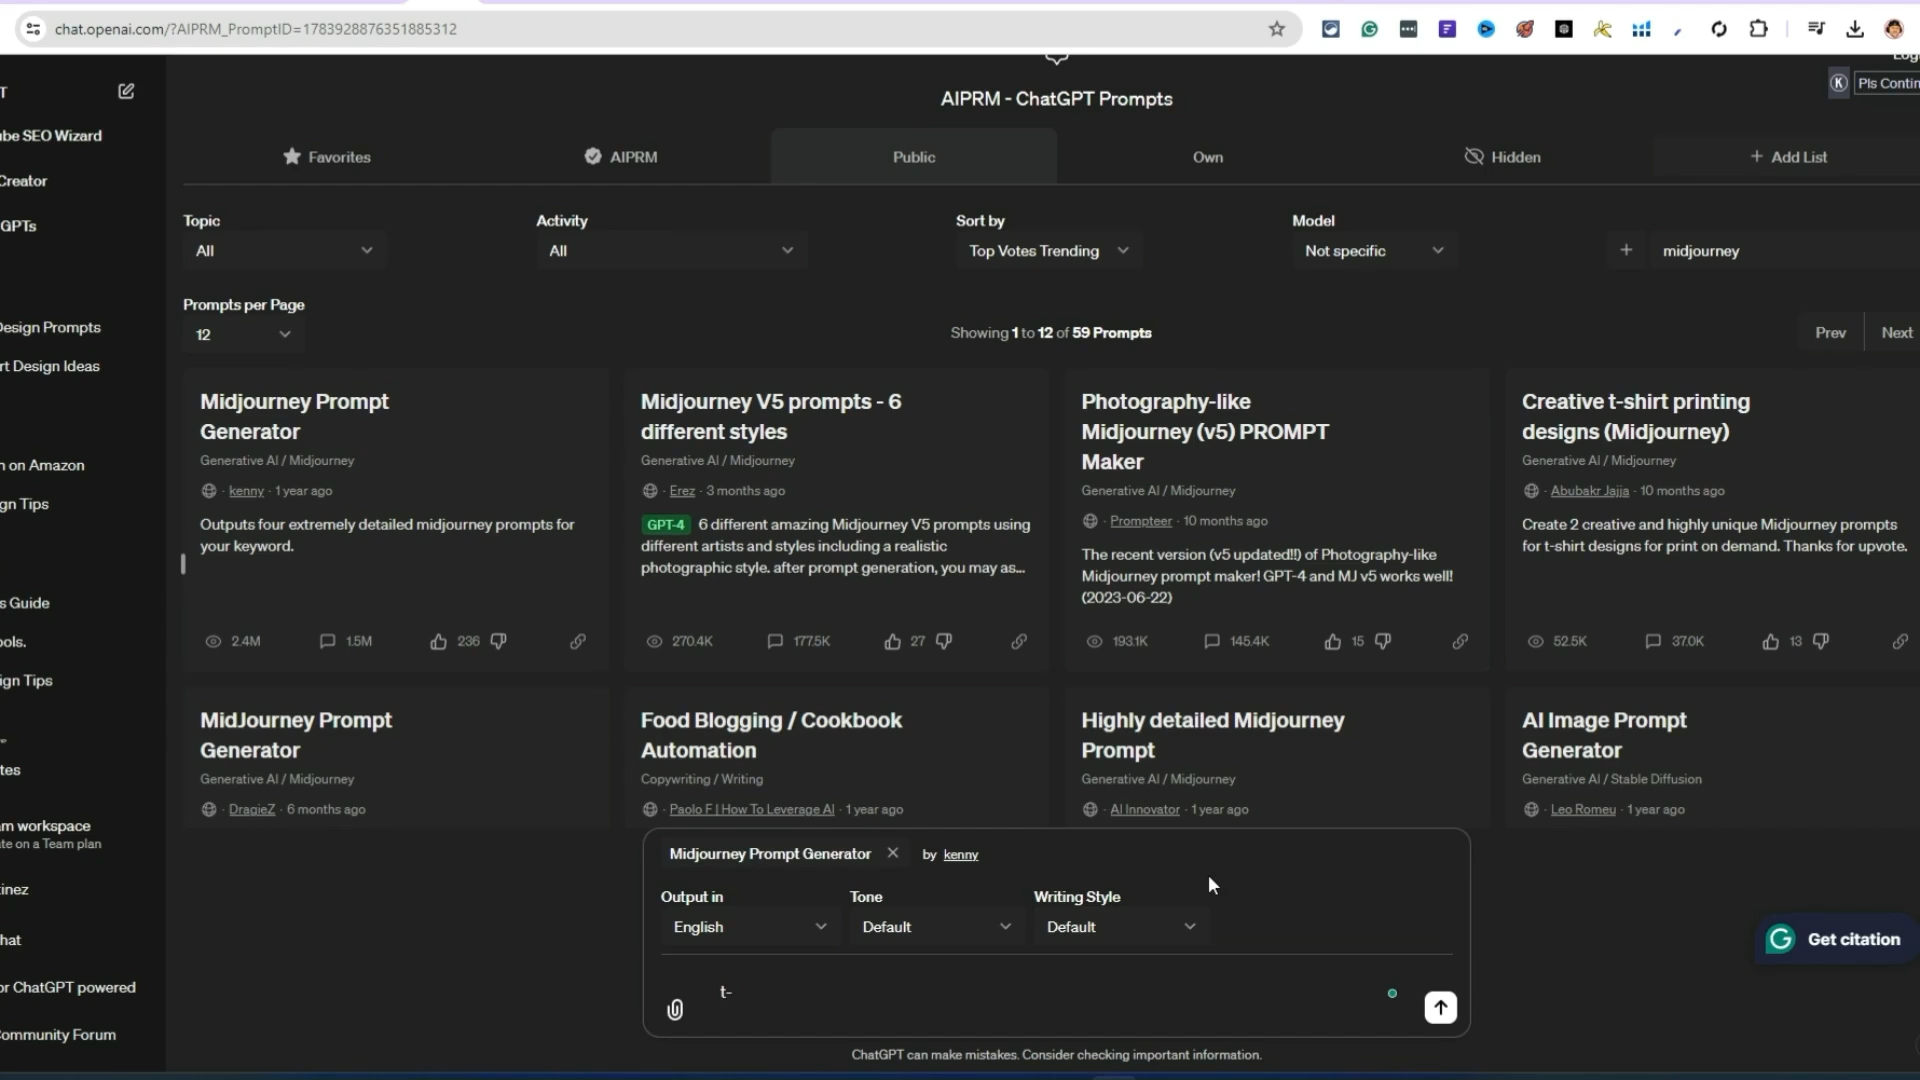 chat.openai.com/?AIPRM_PromptID=1783928876351885312
T
AIPRM - ChatGPT Prompts
K Pls Contin
ube SEO Wizard
Creator
GPTs
Design Prompts
rt Design Ideas
n on Amazon
gn Tips
s Guide
ools.
ign Tips
tes
am workspace
ate on a Team plan
tinez
hat
or ChatGPT powered
Community Forum
Favorites
AIPRM
Public
Own
Hidden
+ Add List
Topic
All
Activity
All
Sort by
Top Votes Trending
Model
Not specific
+
midjourney
Prompts per Page
12
Showing 1 to 12 of 59 Prompts
Prev
Next
Midjourney Prompt
Generator
Generative AI / Midjourney
· kenny · 1 year ago
Outputs four extremely detailed midjourney prompts for
your keyword.
2.4M
1.5M
236
Midjourney V5 prompts - 6
different styles
Generative AI / Midjourney
· Erez · 3 months ago
GPT-4 6 different amazing Midjourney V5 prompts using
different artists and styles including a realistic
photographic style. after prompt generation, you may as...
270.4K
177.5K
27
Photography-like
Midjourney (v5) PROMPT
Maker
Generative AI / Midjourney
· Prompteer · 10 months ago
The recent version (v5 updated!!) of Photography-like
Midjourney prompt maker! GPT-4 and MJ v5 works well!
(2023-06-22)
193.1K
145.4K
15
Creative t-shirt printing
designs (Midjourney)
Generative AI / Midjourney
· Abubakr Jajja · 10 months ago
Create 2 creative and highly unique Midjourney prompts
for t-shirt designs for print on demand. Thanks for upvote.
52.5K
37.0K
13
MidJourney Prompt
Generator
Generative AI / Midjourney
· DragieZ · 6 months ago
Food Blogging / Cookbook
Automation
Copywriting / Writing
· Paolo F | How To Leverage AI · 1 year ago
Highly detailed Midjourney
Prompt
Generative AI / Midjourney
· AI Innovator · 1 year ago
AI Image Prompt
Generator
Generative AI / Stable Diffusion
· Leo Romeu · 1 year ago
Midjourney Prompt Generator × by kenny
Output in
English
Tone
Default
Writing Style
Default
t-
Get citation
ChatGPT can make mistakes. Consider checking important information.